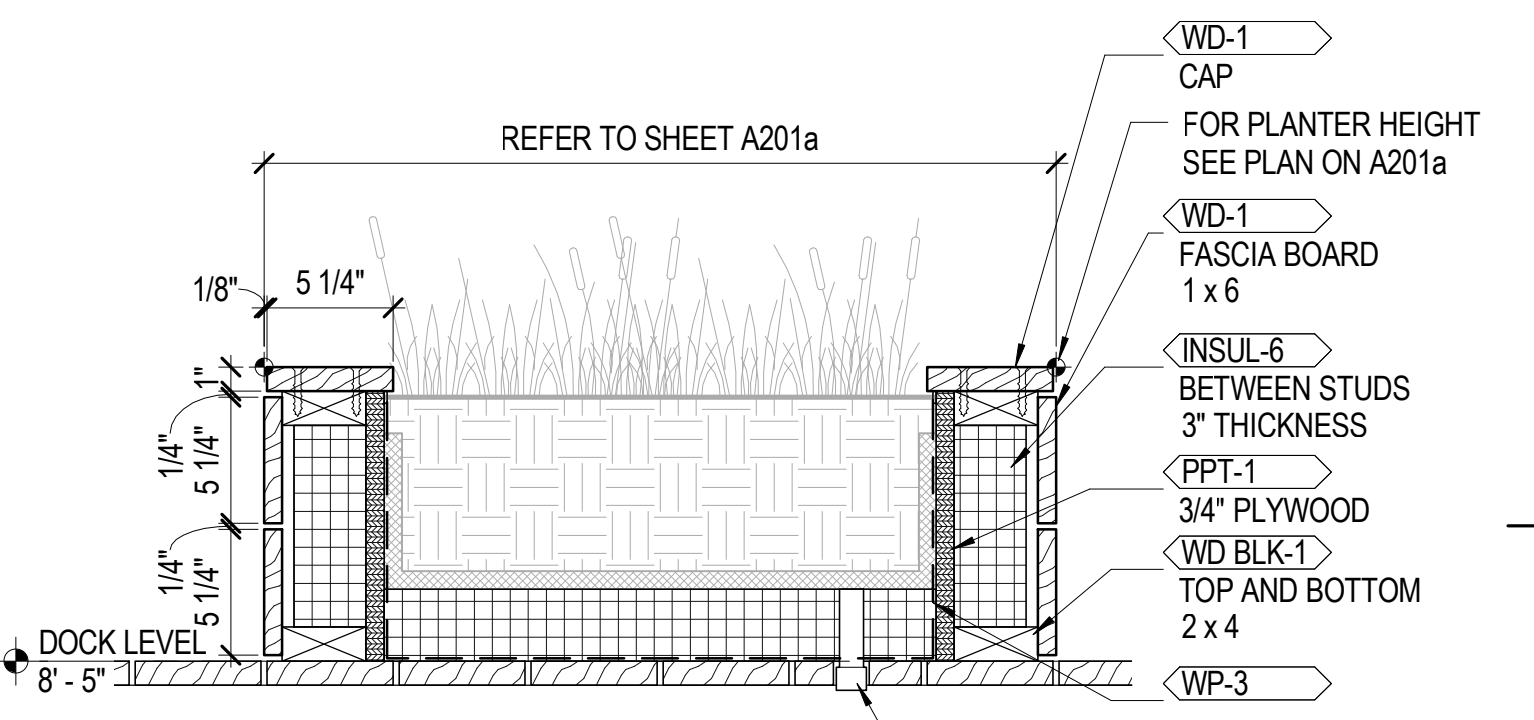 WD-1
CAP
FOR PLANTER HEIGHT
SEE PLAN ON A201a
REFER TO SHEET A201a
WD-1
FASCIA BOARD
1 x 6
1/8"
5 1/4"
INSUL-6
BETWEEN STUDS
3" THICKNESS
1"
1/4"
5 1/4"
PPT-1
3/4" PLYWOOD
1/4"
5 1/4"
WD BLK-1
TOP AND BOTTOM
2 x 4
DOCK LEVEL
8' - 5"
WP-3